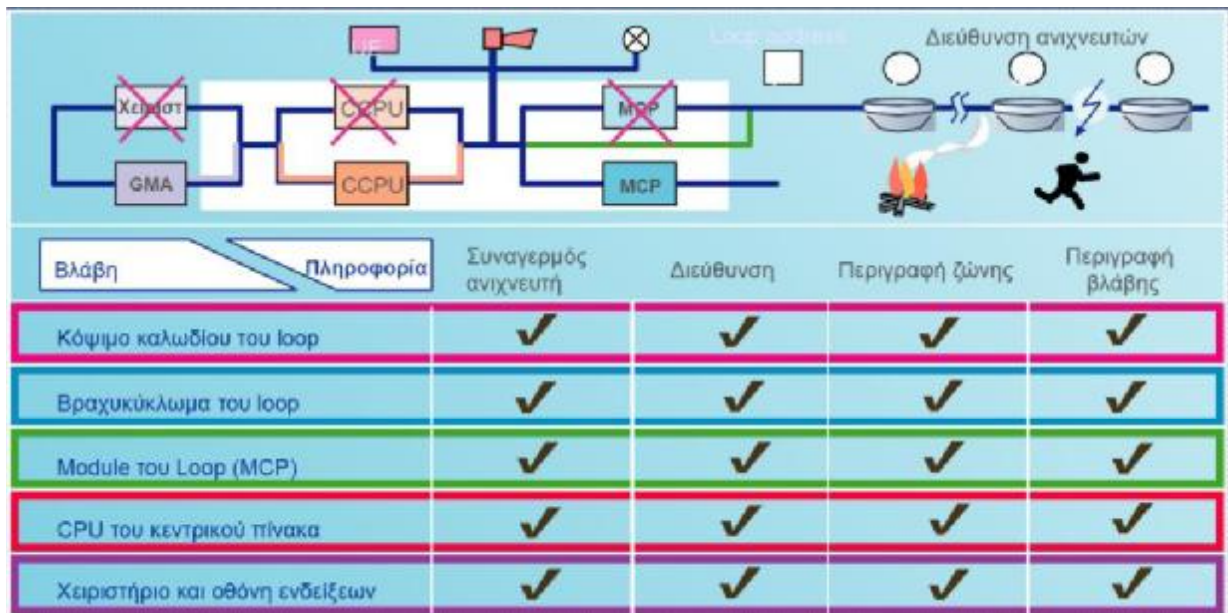 Διεύθυνση ανιχνευτών
CCPU
GMA
CCPU
MCP
Βλάβη
Πληροφορία
Συναγερμός
ανιχνευτή
Διεύθυνση
Περιγραφή ζώνης
Περιγραφή
βλάβης
Κόψιμο καλωδίου του loop
Βραχυκύκλωμα του loop
Module του Loop (MCP)
CPU του κεντρικού πίνακα
Χειριστήριο και οθόνη ενδείξεων